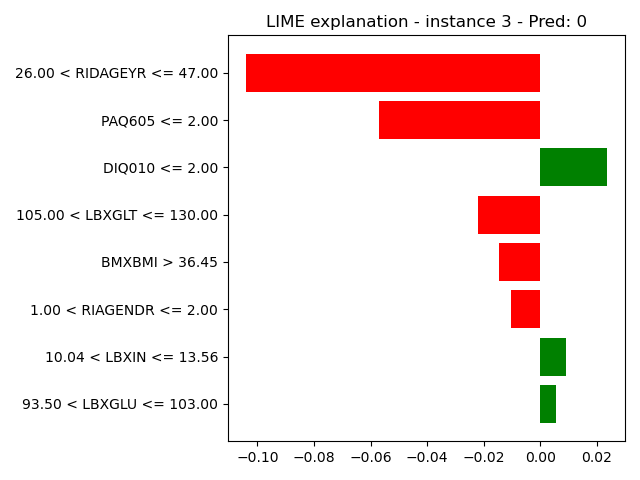 LIME explanation - instance 3 - Pred: 0
26.00 < RIDAGEYR <= 47.00
PAQ605 <= 2.00
DIQ010 <= 2.00
105.00 < LBXGLT <= 130.00
BMXBMI > 36.45
1.00 < RIAGENDR <= 2.00
10.04 < LBXIN <= 13.56
93.50 < LBXGLU <= 103.00
−0.10 −0.08 −0.06 −0.04 −0.02 0.00 0.02